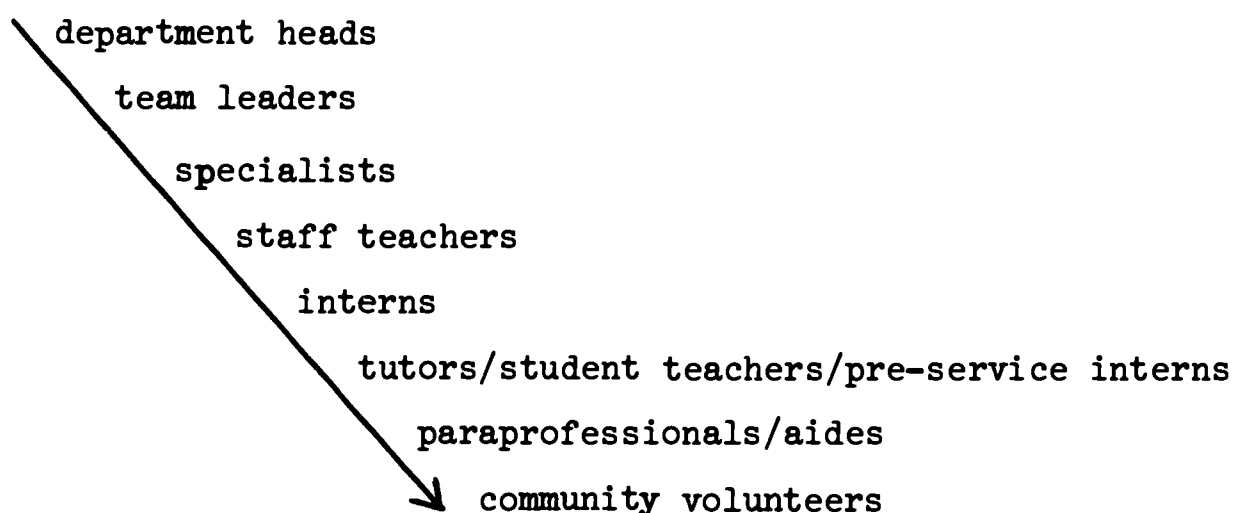 department heads
team leaders
specialists
staff teachers
interns
tutors/student teachers/pre-service interns
paraprofessionals/aides
community volunteers